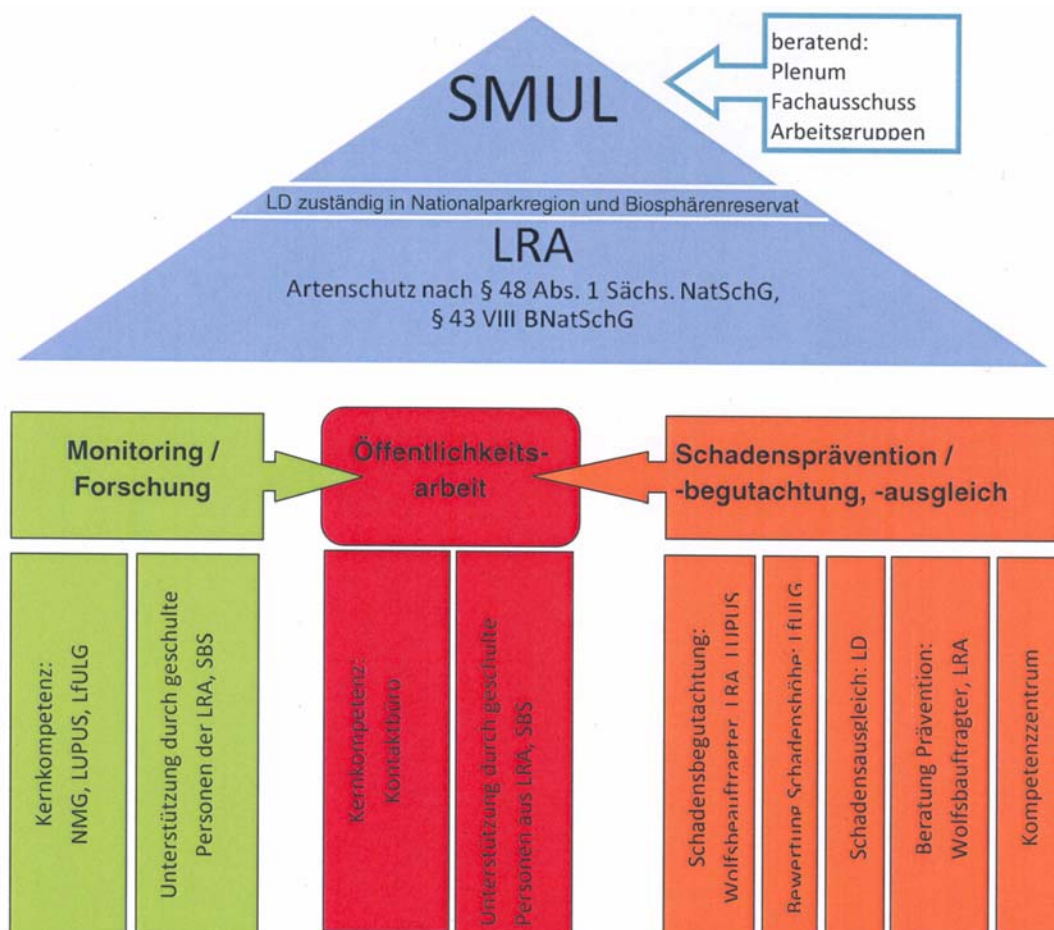 SMUL
beratend:
Plenum
Fachausschuss
Arbeitsgruppen
LD zuständig in Nationalparkregion und Biosphärenreservat
LRA
Artenschutz nach § 48 Abs. 1 Sächs. NatSchG,
§ 43 VIII BNatSchG
Monitoring /
Forschung
Öffentlichkeits-
arbeit
Schadensprävention /
-begutachtung, -ausgleich
Kernkompetenz:
NMG, LUPUS, LfULG
Unterstützung durch geschulte
Personen der LRA, SBS
Kernkompetenz:
Kontaktbüro
Unterstützung durch geschulte
Personen aus LRA, SBS
Schadensbegutachtung:
Wolfsbeauftragter LRA LUPUS
Bewertung Schadenshöhe: LfULG
Schadensausgleich: LD
Beratung Prävention:
Wolfsbauftragter, LRA
Kompetenzzentrum